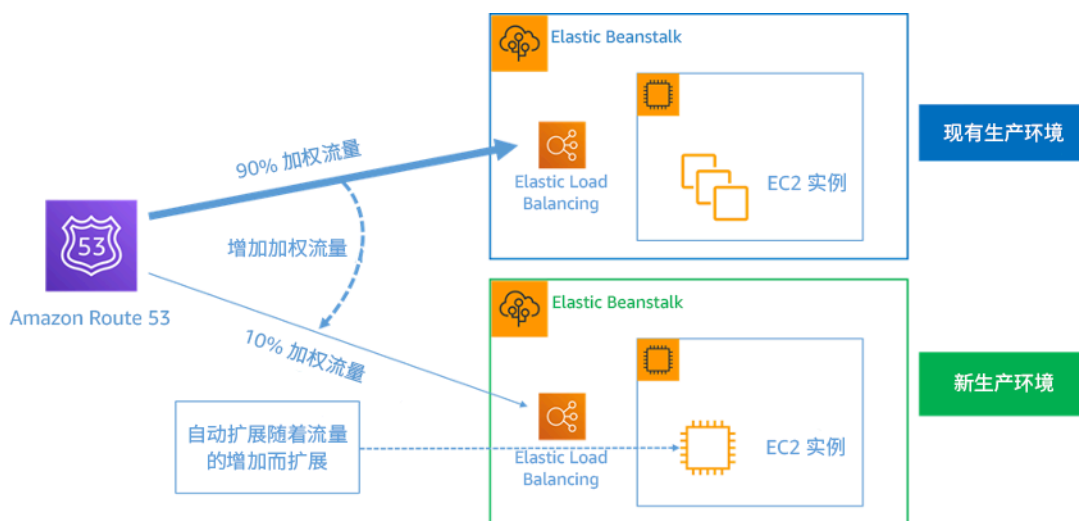 Elastic Beanstalk
90% 加权流量
Elastic Load
Balancing
EC2 实例
现有生产环境
53
增加加权流量
Amazon Route 53
Elastic Beanstalk
10% 加权流量
新生产环境
自动扩展随着流量
的增加而扩展
Elastic Load
Balancing
EC2 实例